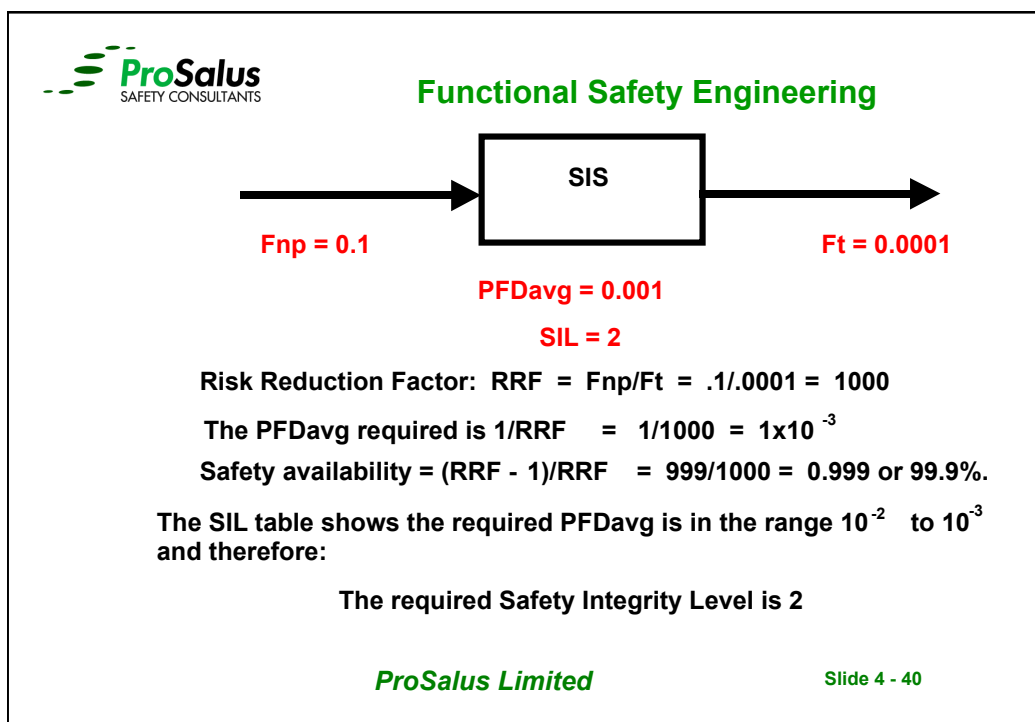 ProSalus
SAFETY CONSULTANTS
Functional Safety Engineering
SIS
Fnp = 0.1
Ft = 0.0001
PFDavg = 0.001
SIL = 2
Risk Reduction Factor: RRF = Fnp/Ft = .1/.0001 = 1000
The PFDavg required is 1/RRF = 1/1000 = 1x10⁻³
Safety availability = (RRF - 1)/RRF = 999/1000 = 0.999 or 99.9%.
The SIL table shows the required PFDavg is in the range 10⁻² to 10⁻³
and therefore:
The required Safety Integrity Level is 2
ProSalus Limited
Slide 4 - 40